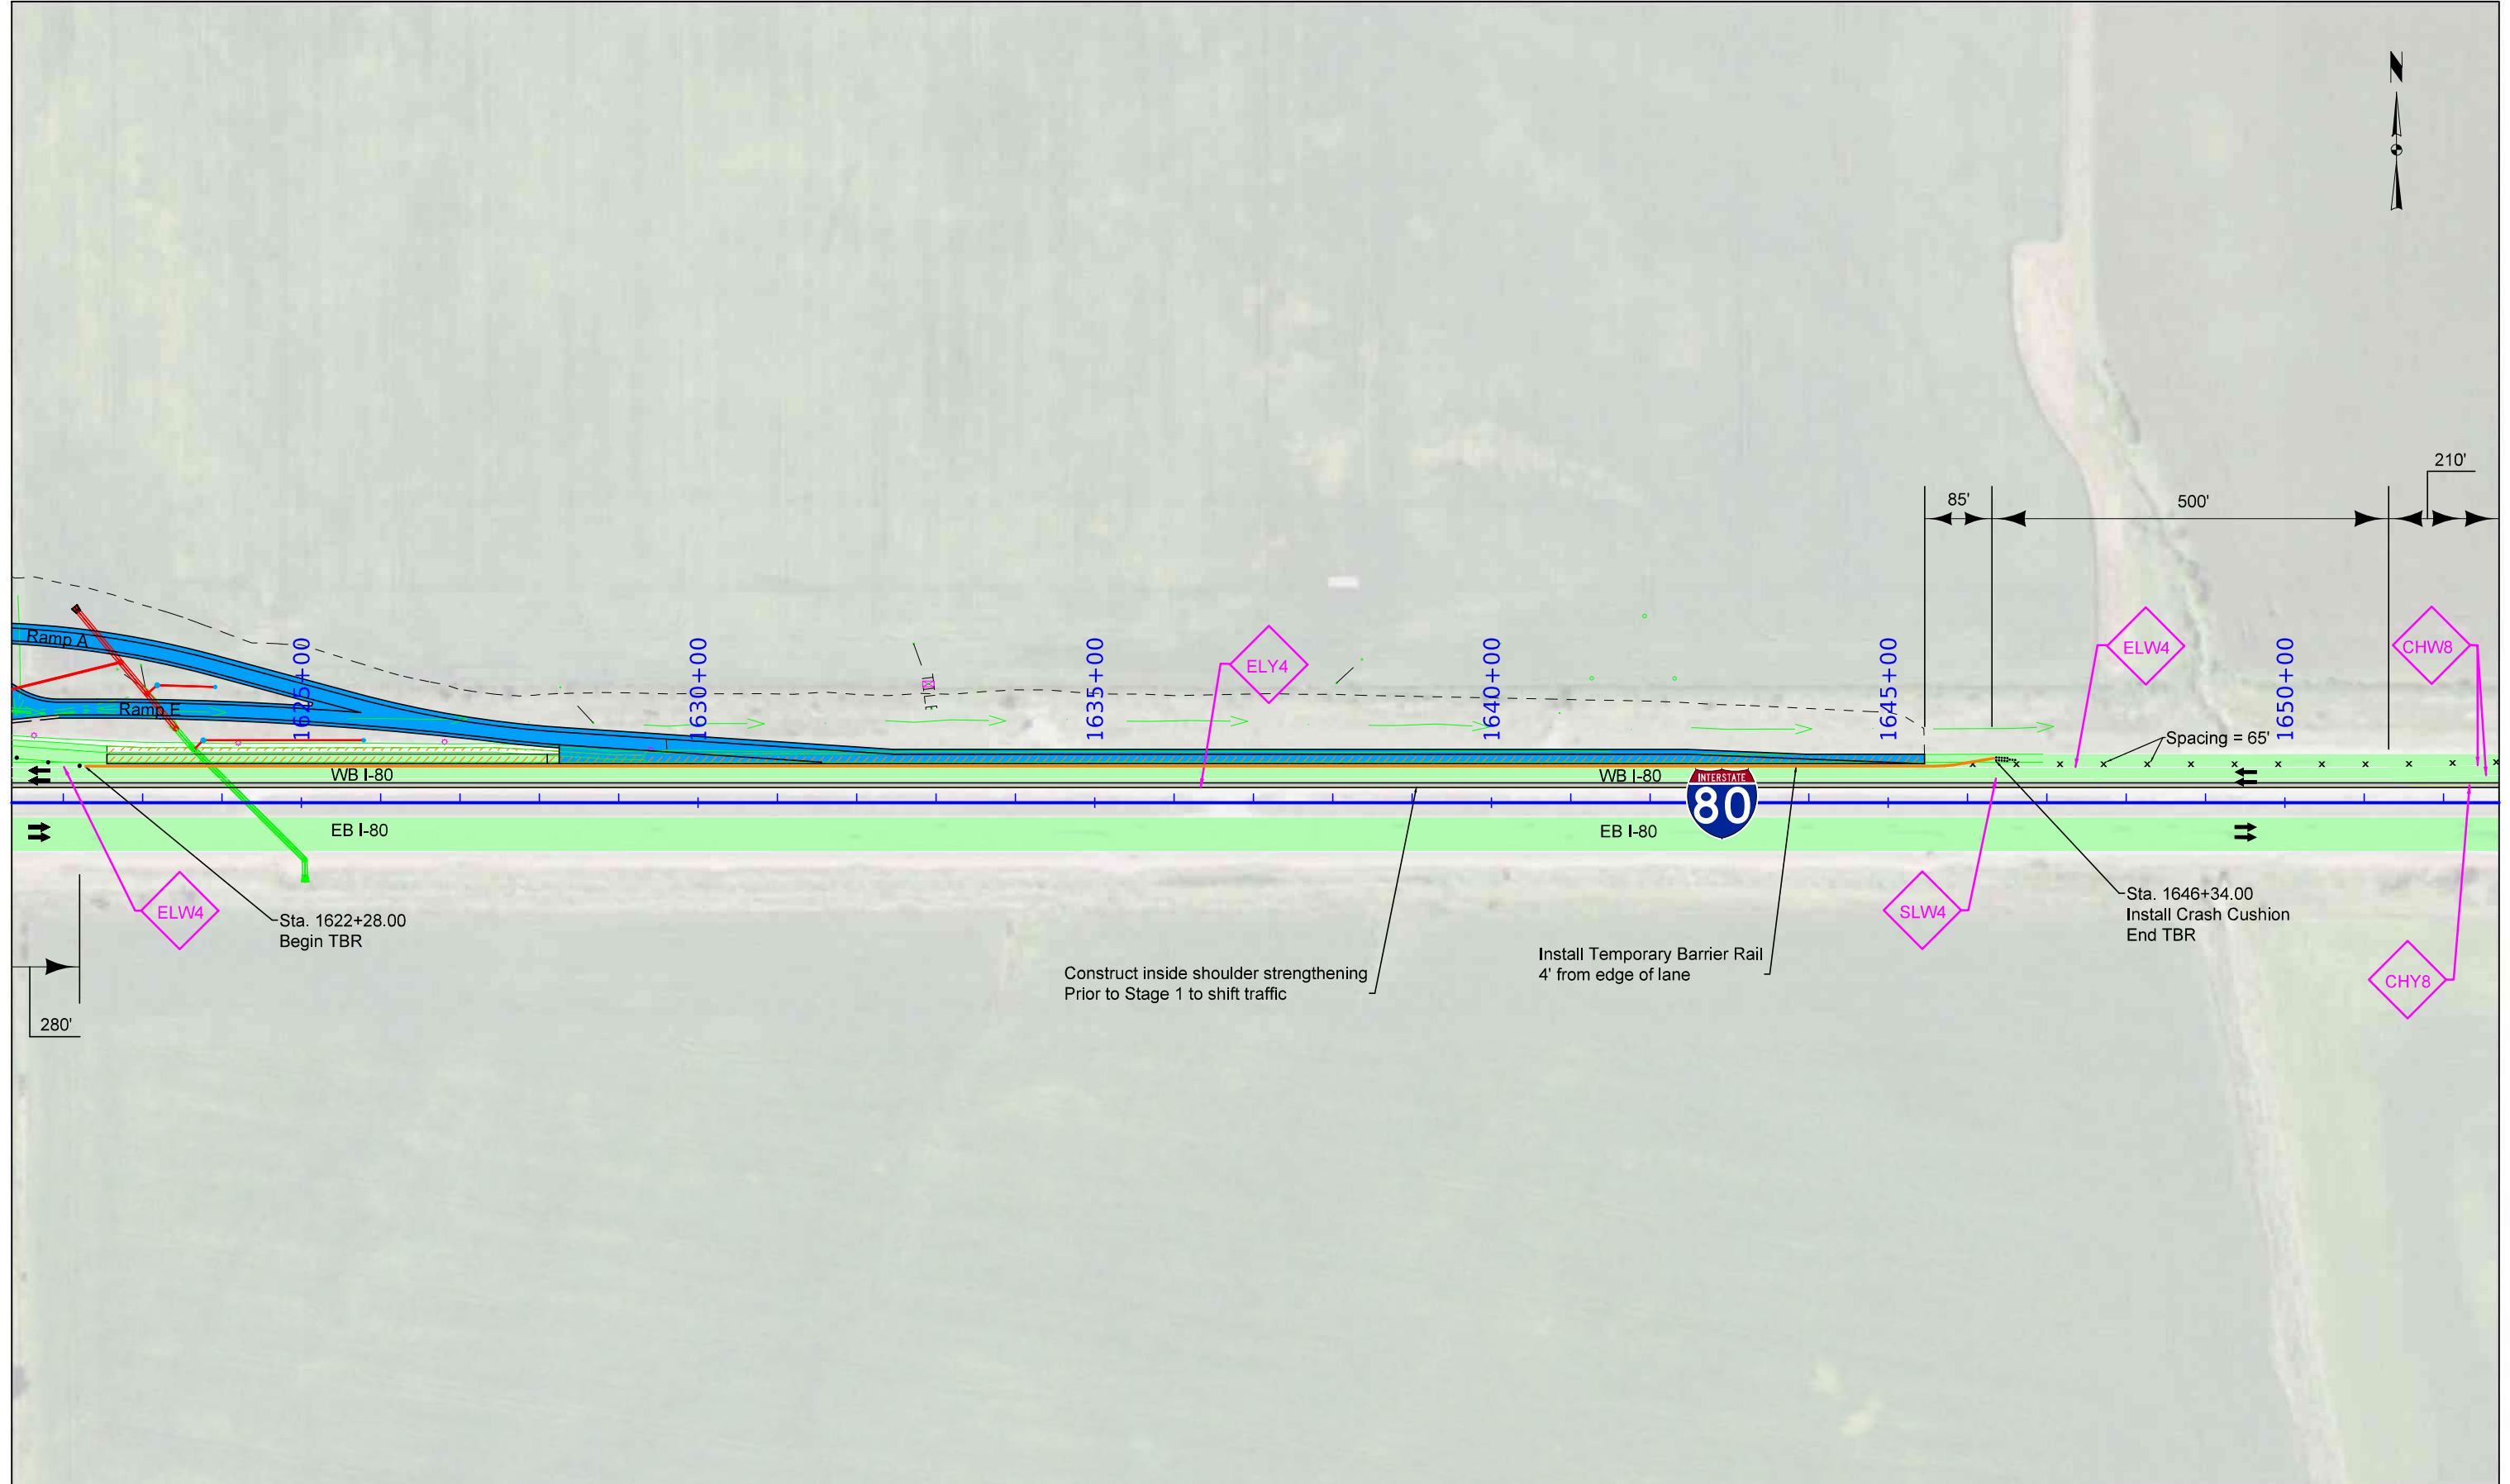 N
210'
85'
500'
Ramp A
1625+00
1630+00
1635+00
1640+00
1645+00
1650+00
ELY4
ELW4
CHW8
TILE
Ramp E
Spacing = 65'
WB I-80
WB I-80
INTERSTATE
80
EB I-80
EB I-80
ELW4
Sta. 1622+28.00
Begin TBR
SLW4
Sta. 1646+34.00
Install Crash Cushion
End TBR
Install Temporary Barrier Rail
4' from edge of lane
Construct inside shoulder strengthening
Prior to Stage 1 to shift traffic
CHY8
280'